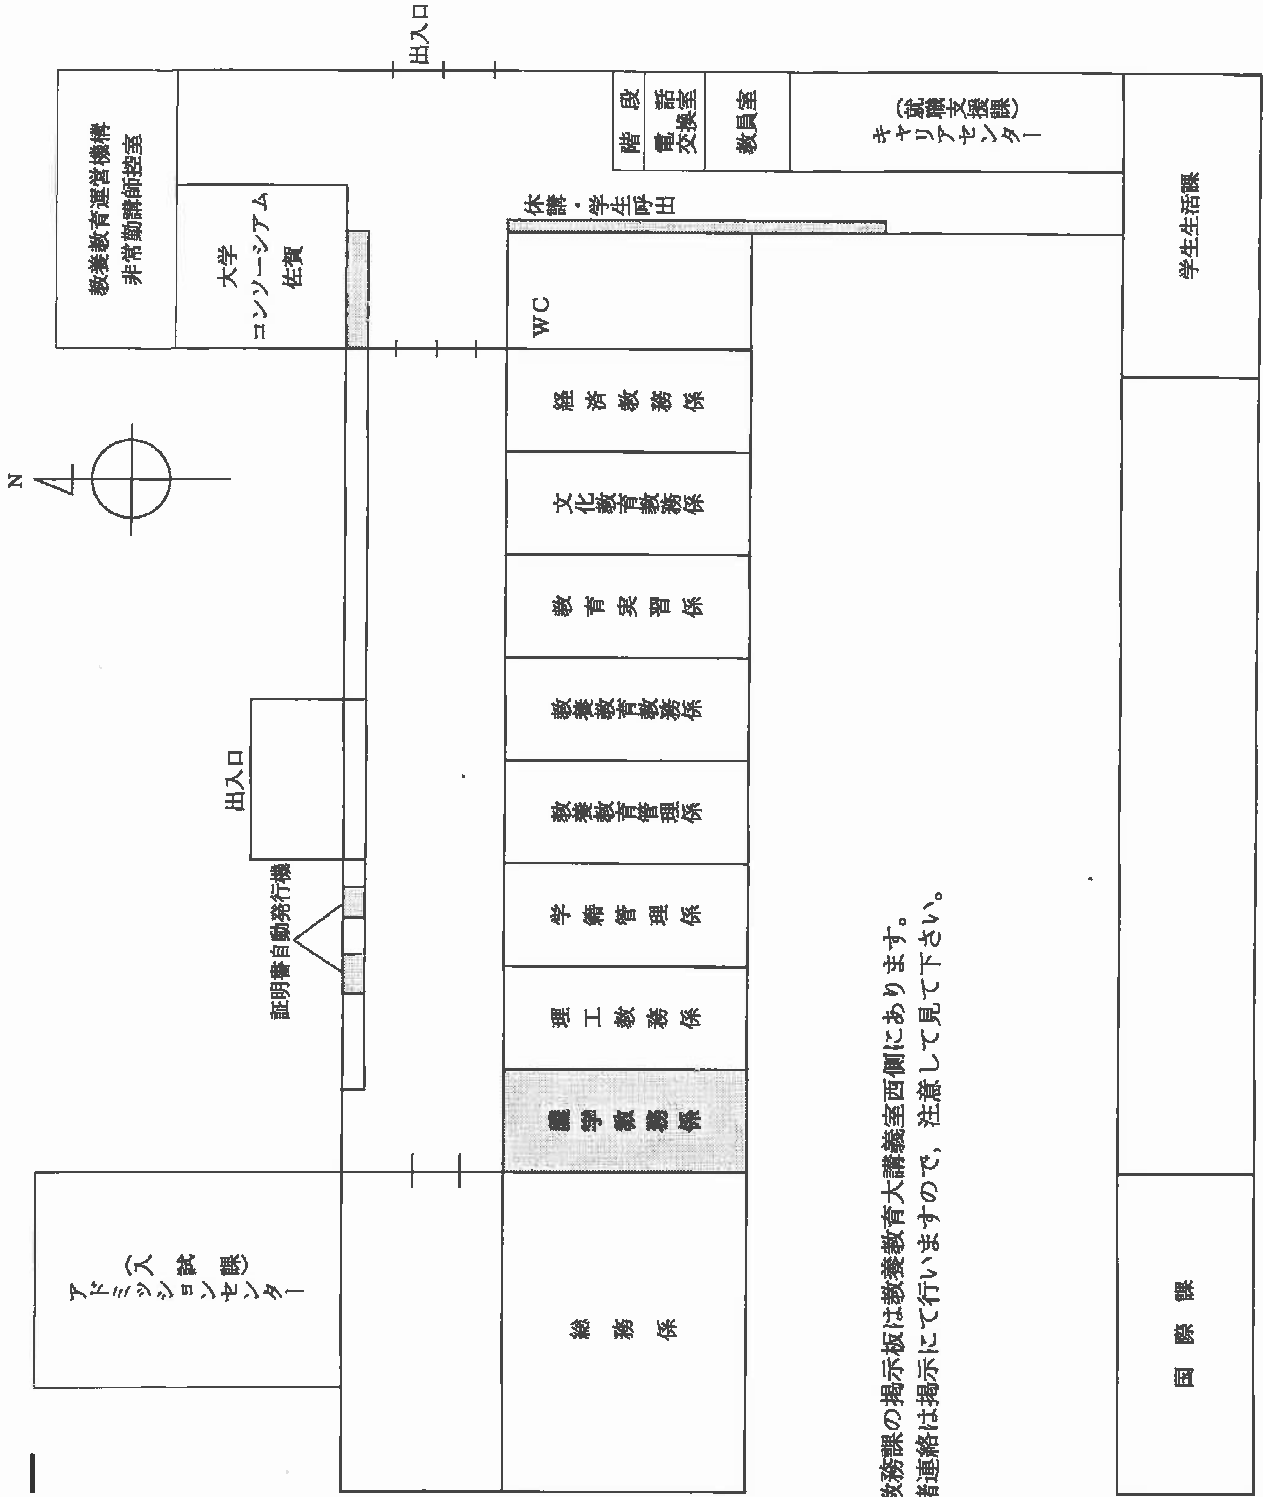 教養教育運営機構
非常勤講師控室
大学
コンソーシアム
佐賀
出入口
階段
電話
交換室
教員室
(就職支援課)
キャリアセンター
休講・学生呼出
学生生活課
WC
N
経済教務係
文化教育教務係
教育実習係
教養教育教務係
教養教育管理係
学籍管理係
理工教務係
農学教務係
出入口
証明書自動発行機
(入試課)
アドミッションセンター
総務係
国際課
教務課の掲示板は教養教育大講義室西側にあります。
諸連絡は掲示にて行いますので，注意して見て下さい。